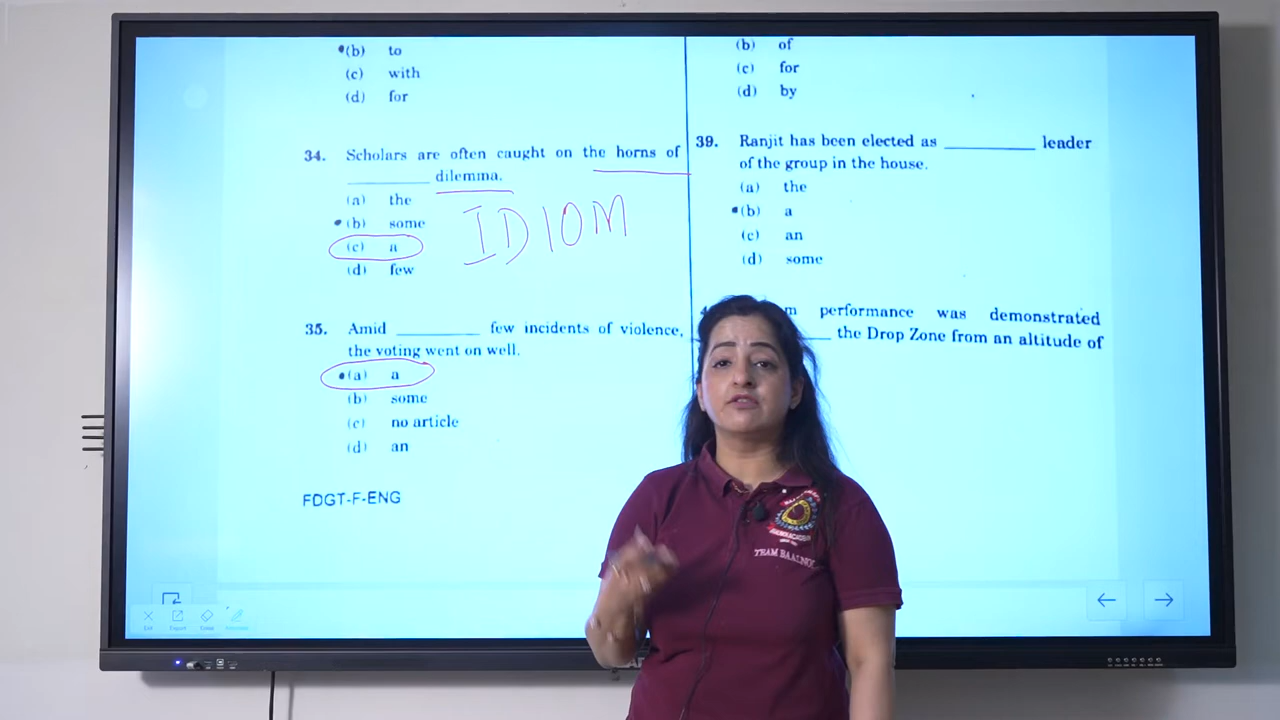 (b) to
(c) with
(d) for
34. Scholars are often caught on the horns of
________ dilemma.
(a) the
(b) some
(c) a
(d) few
IDIOM
35. Amid ________ few incidents of violence,
the voting went on well.
(a) a
(b) some
(c) no article
(d) an
FDGT-F-ENG
(b) of
(c) for
(d) by
39. Ranjit has been elected as ________ leader
of the group in the house.
(a) the
(b) a
(c) an
(d) some
performance was demonstrated
the Drop Zone from an altitude of
TEAM BAALNOI